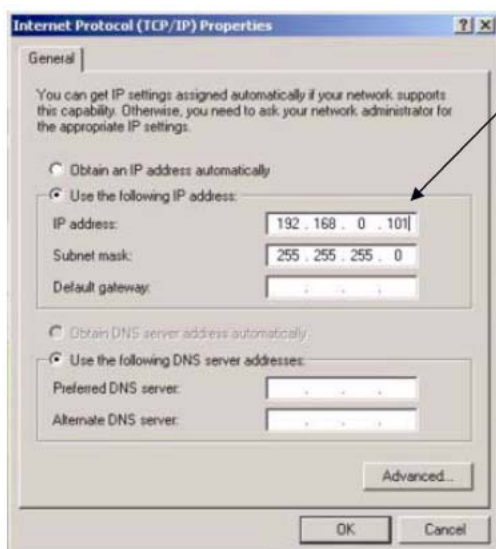 Internet Protocol (TCP/IP) Properties
General
You can get IP settings assigned automatically if your network supports
this capability. Otherwise, you need to ask your network administrator for
the appropriate IP settings.
Obtain an IP address automatically
Use the following IP address:
IP address: 192 . 168 . 0 . 101
Subnet mask: 255 . 255 . 255 . 0
Default gateway: . . .
Obtain DNS server address automatically
Use the following DNS server addresses:
Preferred DNS server: . . .
Alternate DNS server: . . .
Advanced...
OK Cancel